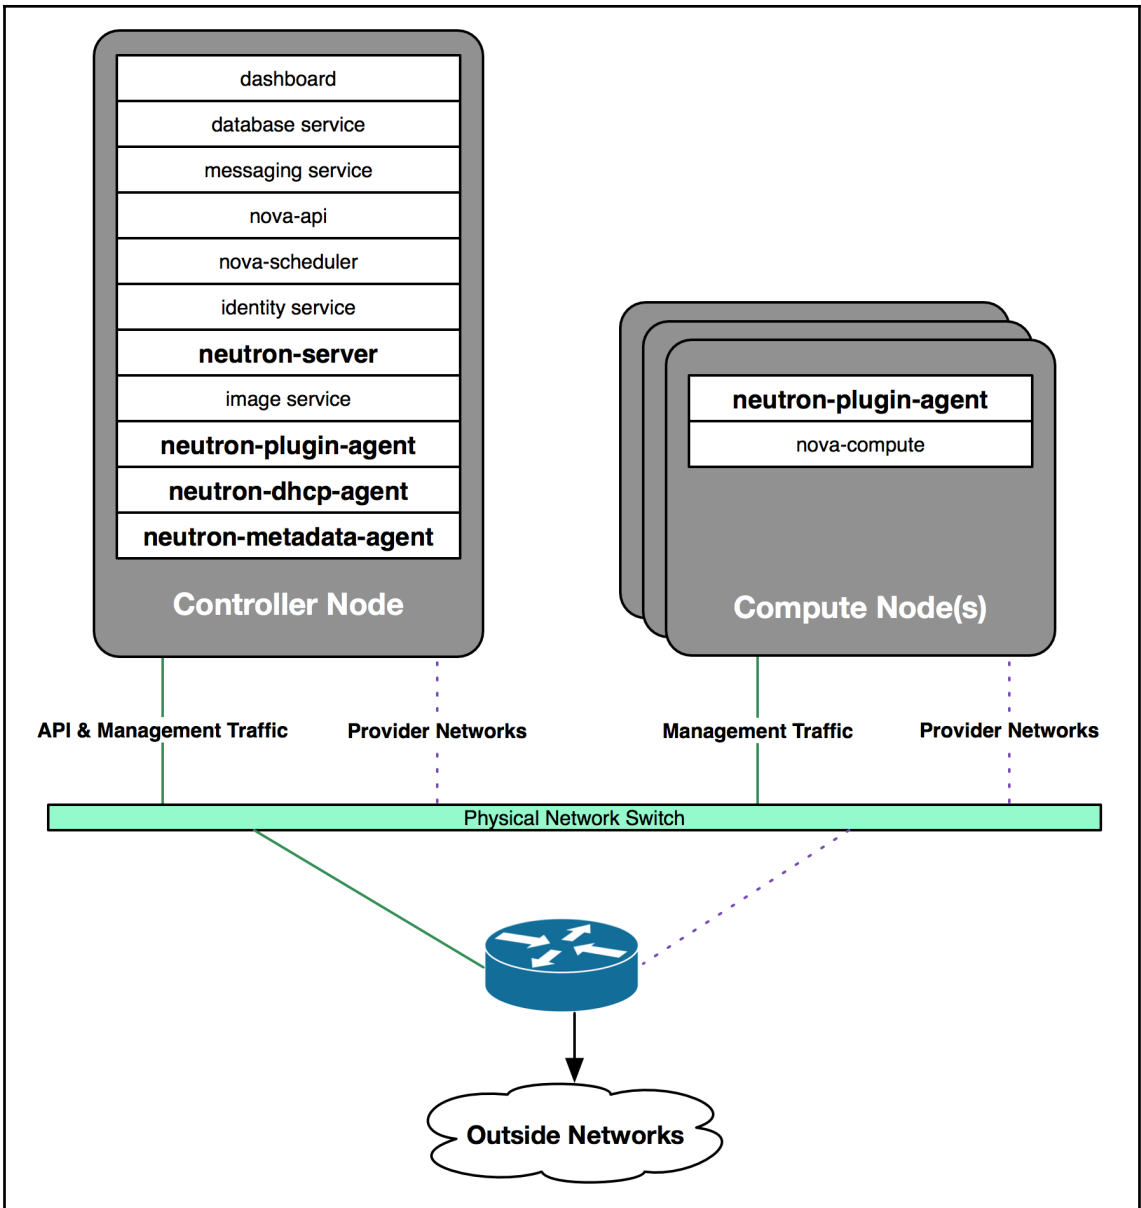 dashboard
database service
messaging service
nova-api
nova-scheduler
identity service
neutron-server
image service
neutron-plugin-agent
neutron-dhcp-agent
neutron-metadata-agent
Controller Node
neutron-plugin-agent
nova-compute
Compute Node(s)
API & Management Traffic
Provider Networks
Management Traffic
Provider Networks
Physical Network Switch
Outside Networks